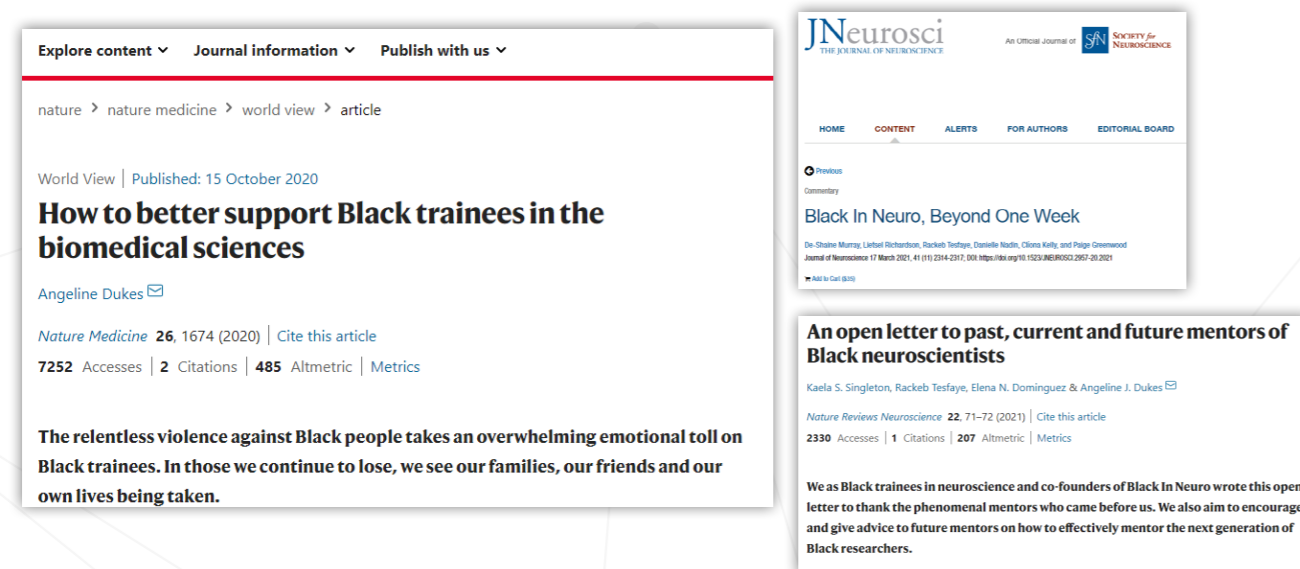 Explore content Journal information Publish with us
nature > nature medicine > world view > article
World View | Published: 15 October 2020
How to better support Black trainees in the
biomedical sciences
Angeline Dukes
Nature Medicine 26, 1674 (2020) | Cite this article
7252 Accesses | 2 Citations | 485 Altmetric | Metrics
The relentless violence against Black people takes an overwhelming emotional toll on
Black trainees. In those we continue to lose, we see our families, our friends and our
own lives being taken.
JNeurosci
THE JOURNAL OF NEUROSCIENCE
An Official Journal of SfN SOCIETY for
NEUROSCIENCE
HOME CONTENT ALERTS FOR AUTHORS EDITORIAL BOARD
Previous
Commentary
Black In Neuro, Beyond One Week
De-Shaine Murray, Lietsel Richardson, Rackeb Tesfaye, Danielle Nadin, Clíona Kelly, and Paige Greenwood
Journal of Neuroscience 17 March 2021, 41 (11) 2314-2317; DOI: https://doi.org/10.1523/JNEUROSCI.2957-20.2021
Add to Cart ($35)
An open letter to past, current and future mentors of
Black neuroscientists
Kaela S. Singleton, Rackeb Tesfaye, Elena N. Dominguez & Angeline J. Dukes
Nature Reviews Neuroscience 22, 71–72 (2021) | Cite this article
2330 Accesses | 1 Citations | 207 Altmetric | Metrics
We as Black trainees in neuroscience and co-founders of Black In Neuro wrote this open
letter to thank the phenomenal mentors who came before us. We also aim to encourage
and give advice to future mentors on how to effectively mentor the next generation of
Black researchers.